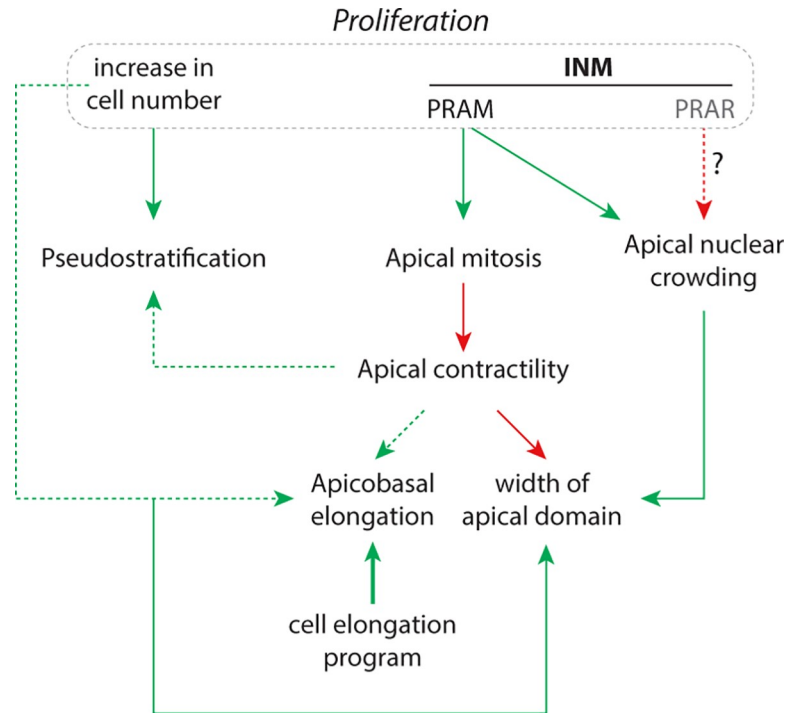 Proliferation
increase in
cell number
INM
PRAM
PRAR
?
Pseudostratification
Apical mitosis
Apical nuclear
crowding
Apical contractility
Apicobasal
elongation
width of
apical domain
cell elongation
program